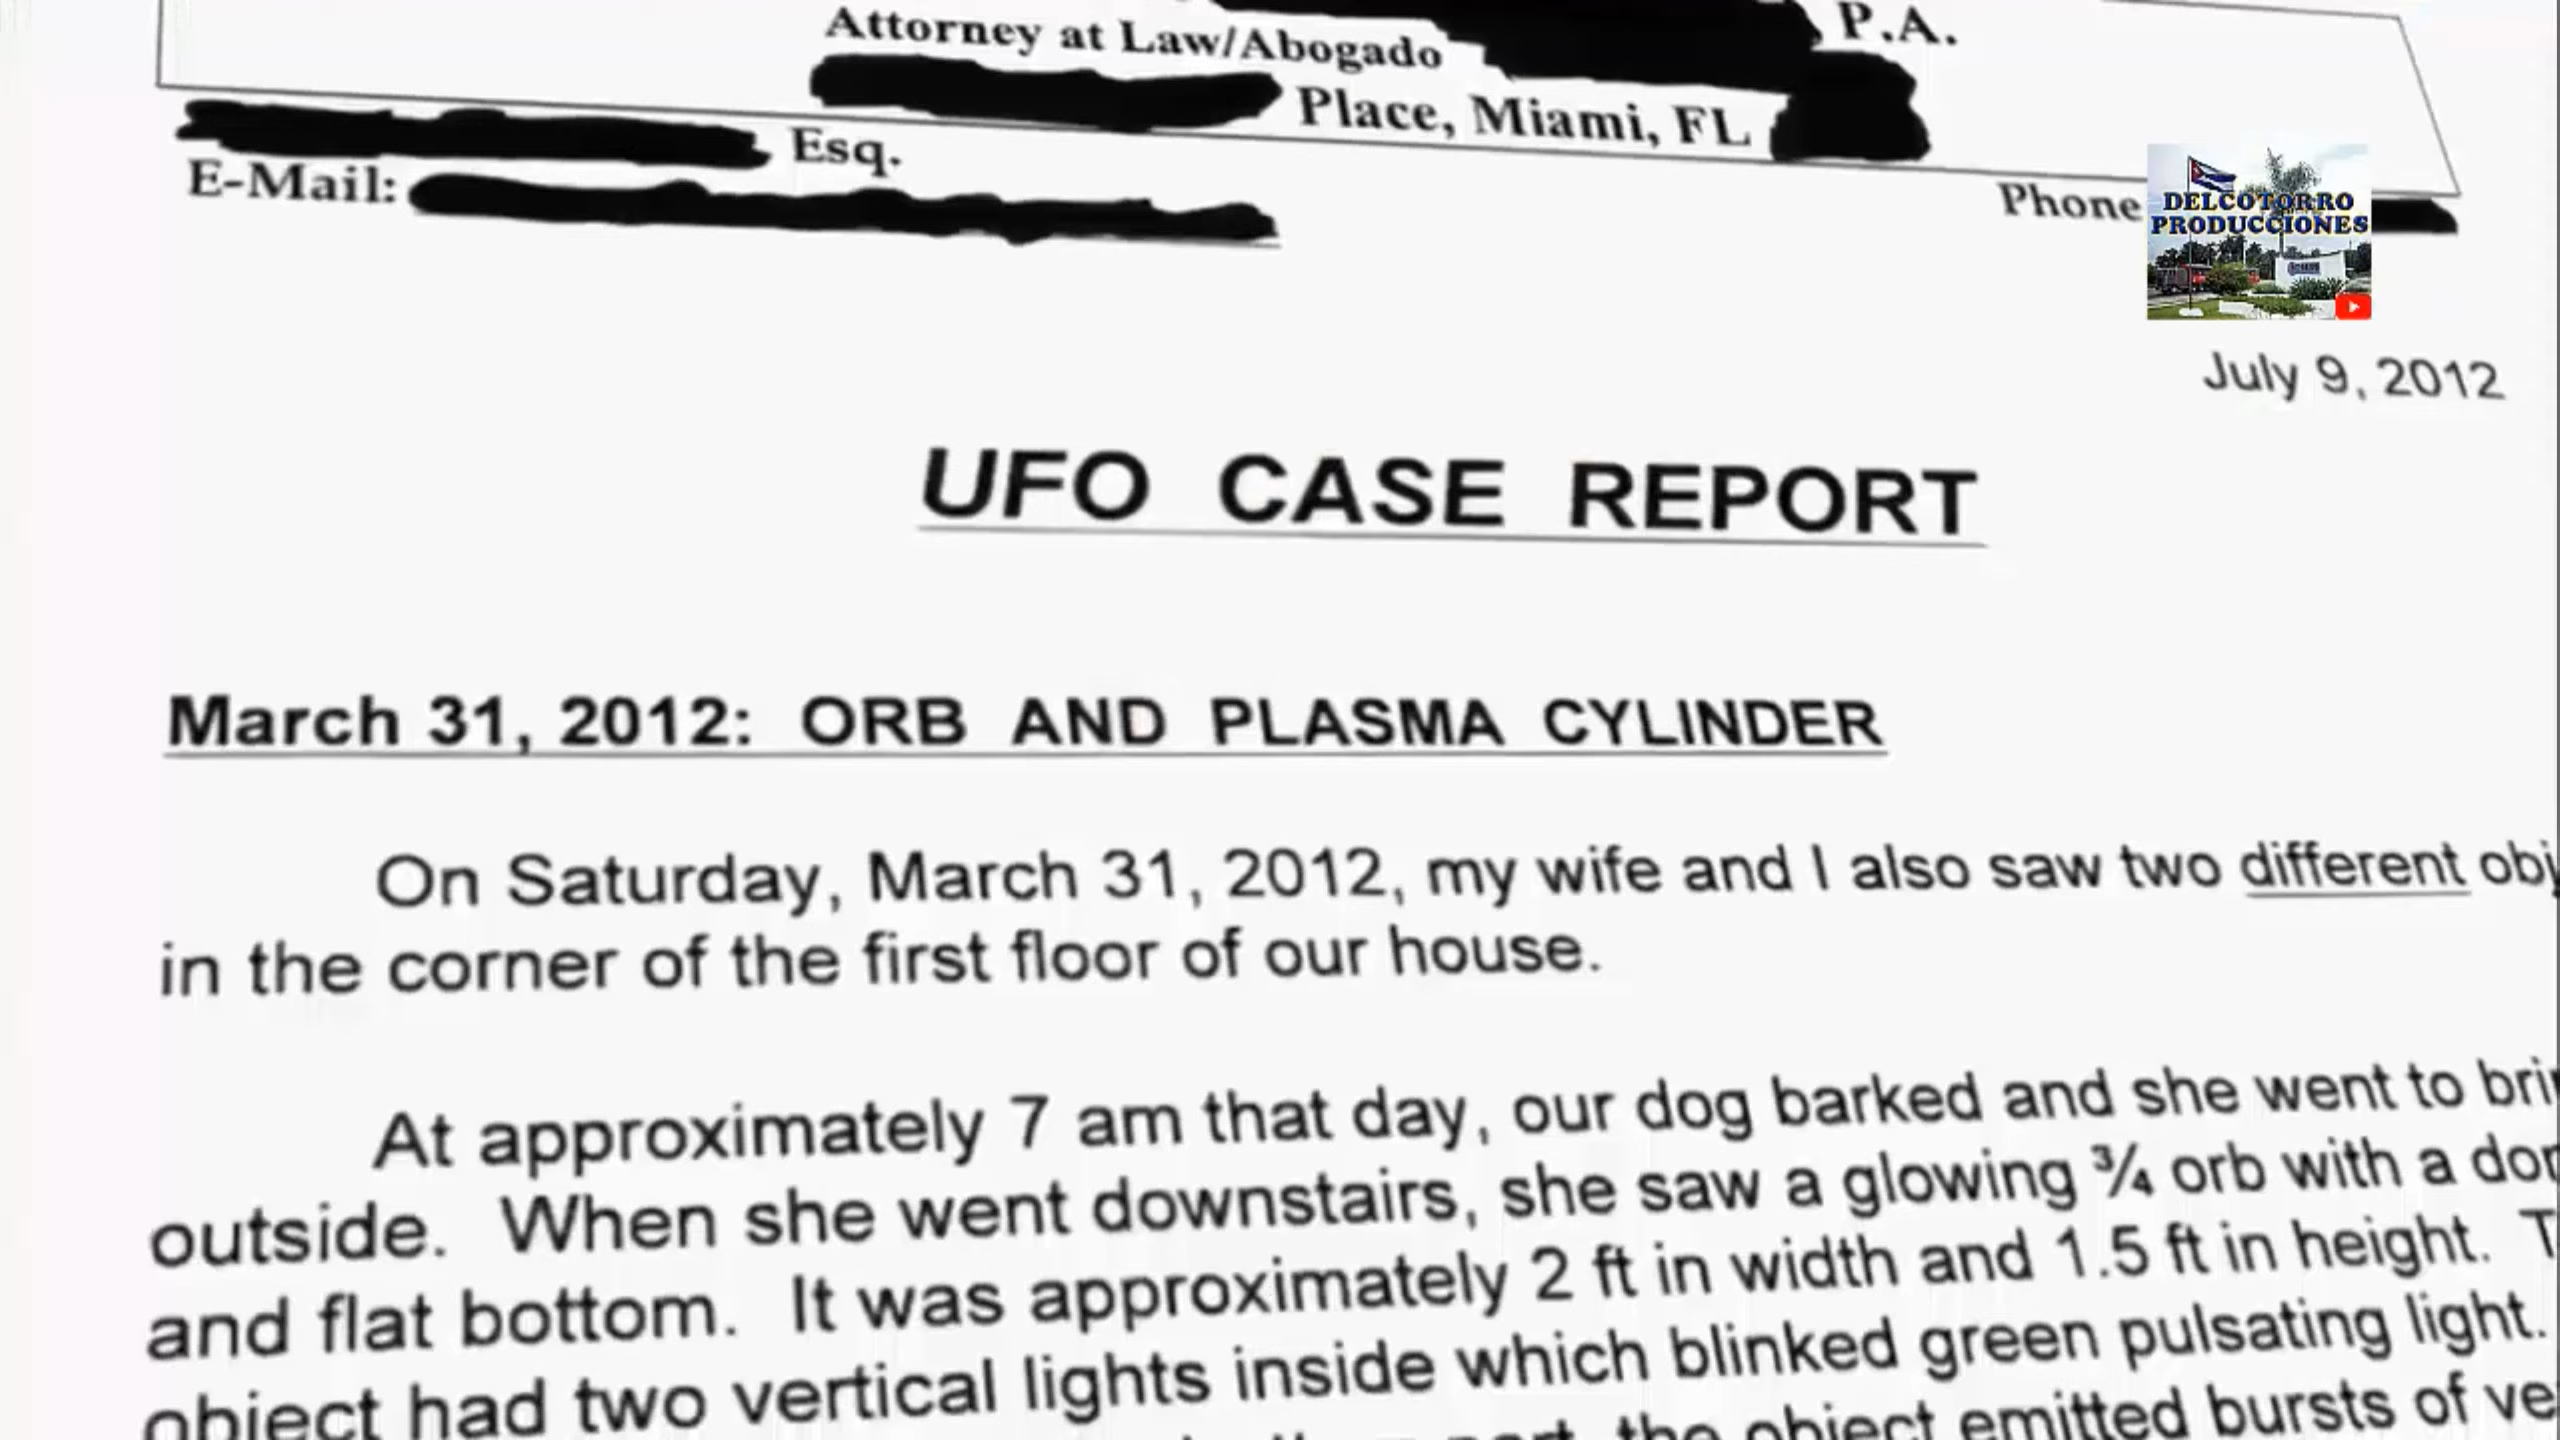 P.A.
Attorney at Law/Abogado
Place, Miami, FL
Esq.
E-Mail:
Phone
DELCOTORRO
PRODUCCIONES
July 9, 2012
UFO CASE REPORT
March 31, 2012: ORB AND PLASMA CYLINDER
On Saturday, March 31, 2012, my wife and I also saw two different
in the corner of the first floor of our house.
At approximately 7 am that day, our dog barked and she went to
outside. When she went downstairs, she saw a glowing ¾ orb with a
and flat bottom. It was approximately 2 ft in width and 1.5 ft in height.
object had two vertical lights inside which blinked green pulsating light.
the object emitted bursts of